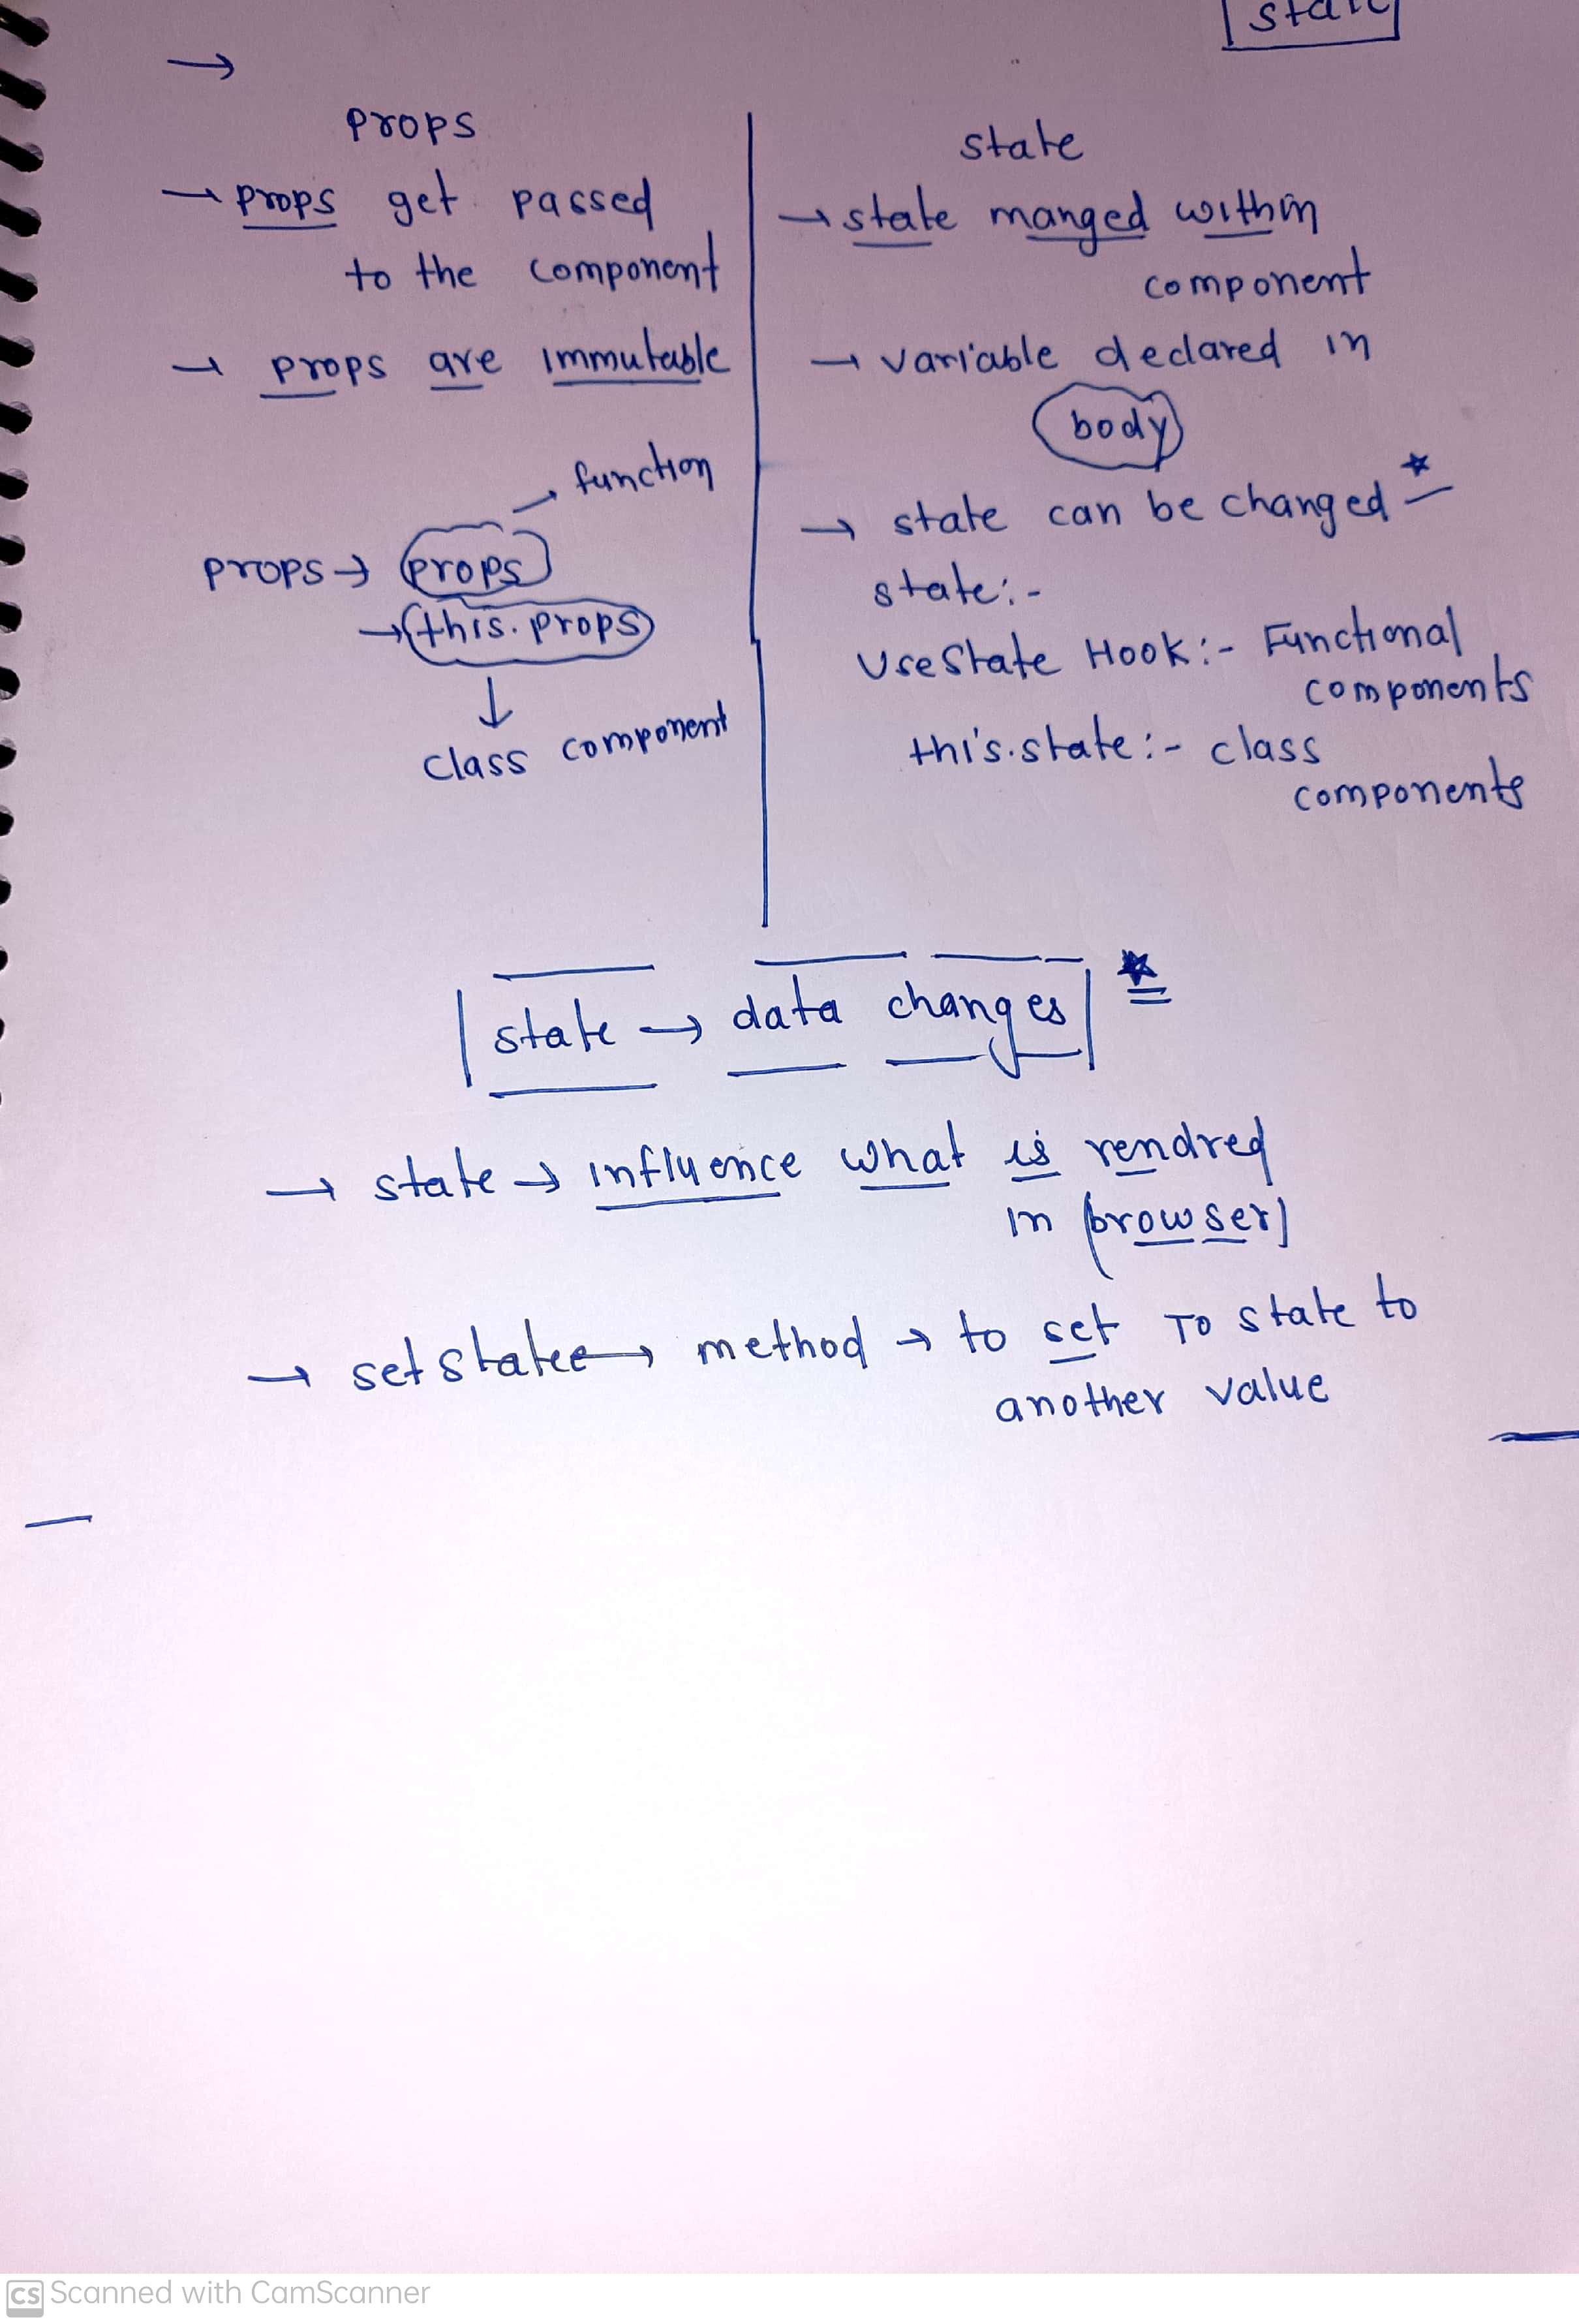 state
→
props
→ props get passed
to the component
→ props are immutable
function
props → props
→ this.props
↓
class component
state
→ state manged within
component
→ variable declared in
body
→ state can be changed *
state:-
UseState Hook:- Functional
components
this.state:- class
components
state → data changes *
→ state → influence what is rendred
in browser
→ setstatee → method → to set To state to
another value
CS Scanned with CamScanner